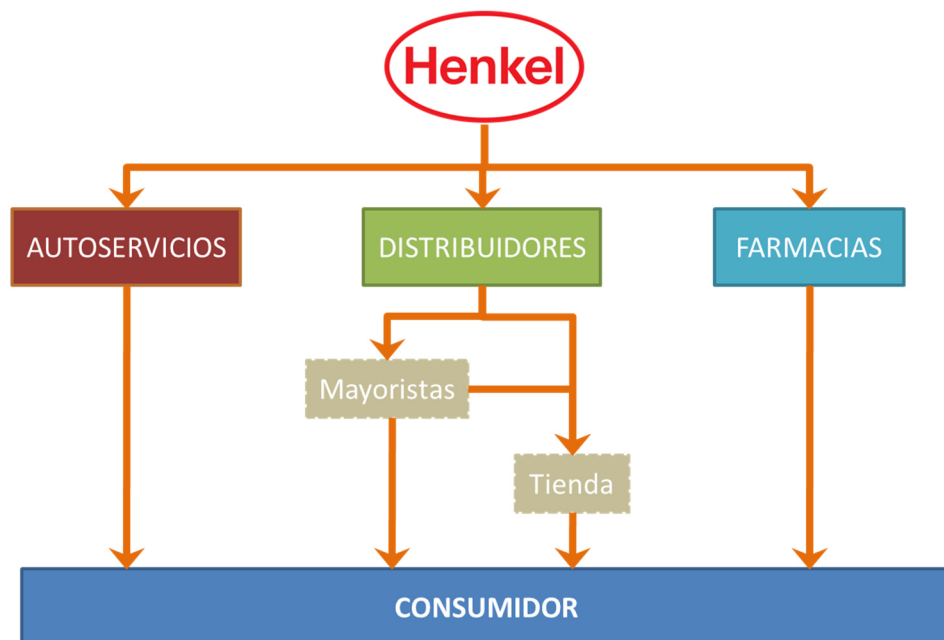 Henkel
AUTOSERVICIOS
DISTRIBUIDORES
FARMACIAS
Mayoristas
Tienda
CONSUMIDOR